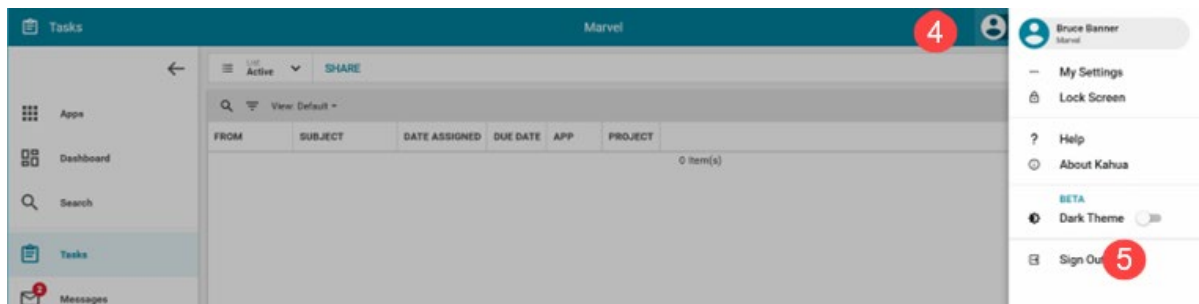 Tasks
Marvel
4
Bruce Banner
Marvel
My Settings
Lock Screen
Help
About Kahua
BETA
Dark Theme
Sign Out
5
List
Active
SHARE
View: Default
FROM SUBJECT DATE ASSIGNED DUE DATE APP PROJECT
0 Item(s)
Apps
Dashboard
Search
Tasks
2
Messages